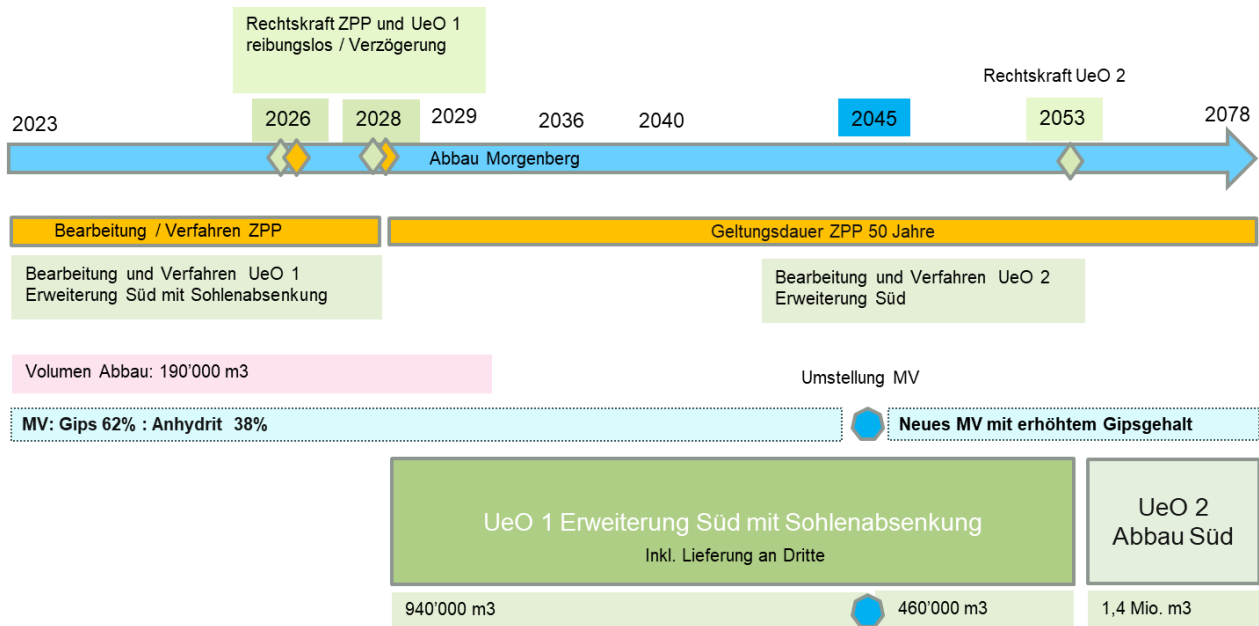 Rechtskraft ZPP und UeO 1
reibungslos / Verzögerung
Rechtskraft UeO 2
2023
2026
2028
2029
2036
2040
2045
2053
2078
Abbau Morgenberg
Bearbeitung / Verfahren ZPP
Geltungsdauer ZPP 50 Jahre
Bearbeitung und Verfahren UeO 1
Erweiterung Süd mit Sohlenabsenkung
Bearbeitung und Verfahren UeO 2
Erweiterung Süd
Volumen Abbau: 190'000 m3
Umstellung MV
MV: Gips 62% : Anhydrit 38%
Neues MV mit erhöhtem Gipsgehalt
UeO 1 Erweiterung Süd mit Sohlenabsenkung
Inkl. Lieferung an Dritte
UeO 2
Abbau Süd
940'000 m3
460'000 m3
1,4 Mio. m3